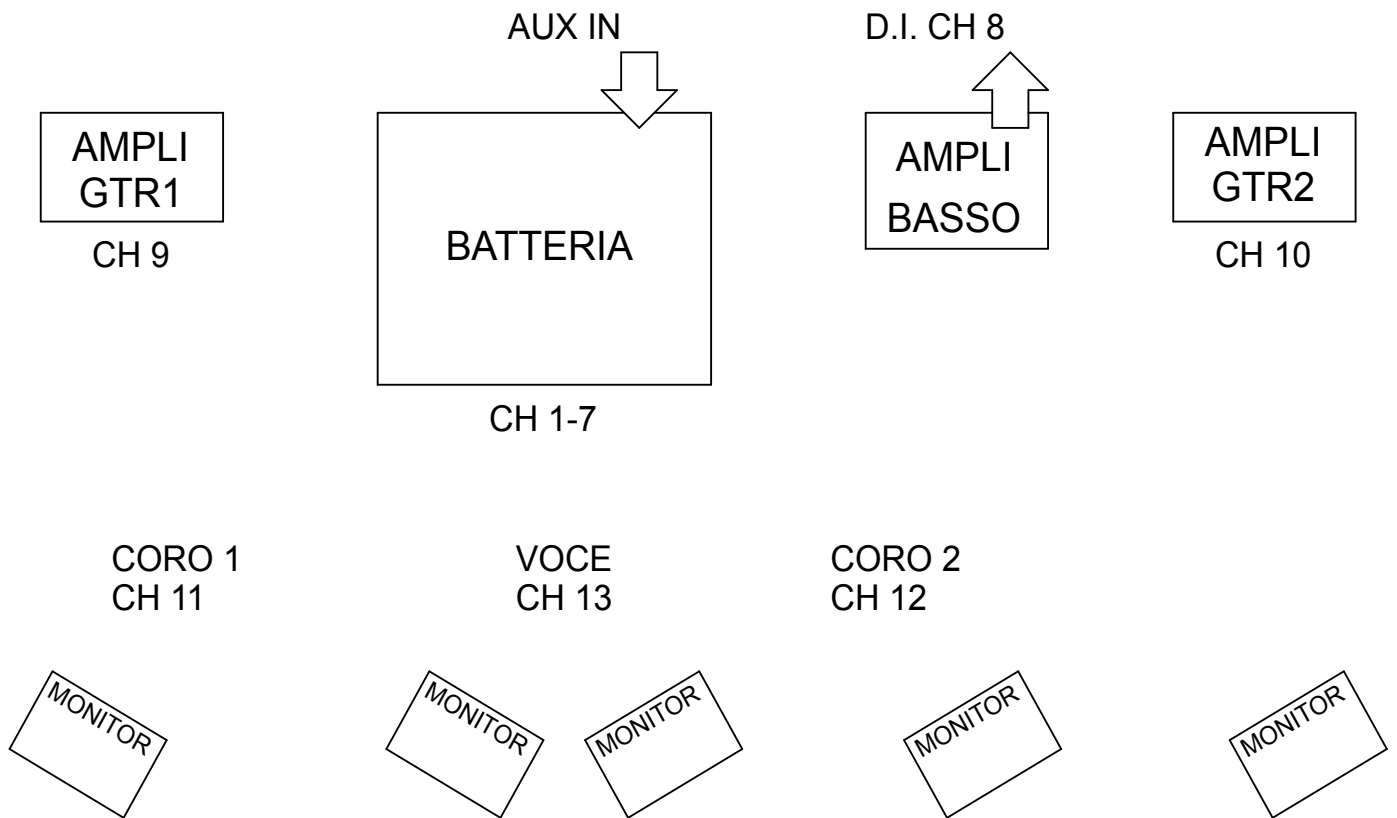 AUX IN
D.I. CH 8
AMPLI
GTR1
CH 9
BATTERIA
CH 1-7
AMPLI
BASSO
AMPLI
GTR2
CH 10
CORO 1
CH 11
VOCE
CH 13
CORO 2
CH 12
MONITOR
MONITOR
MONITOR
MONITOR
MONITOR